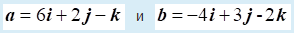 a = 6i + 2j − k и b = −4i + 3j - 2k